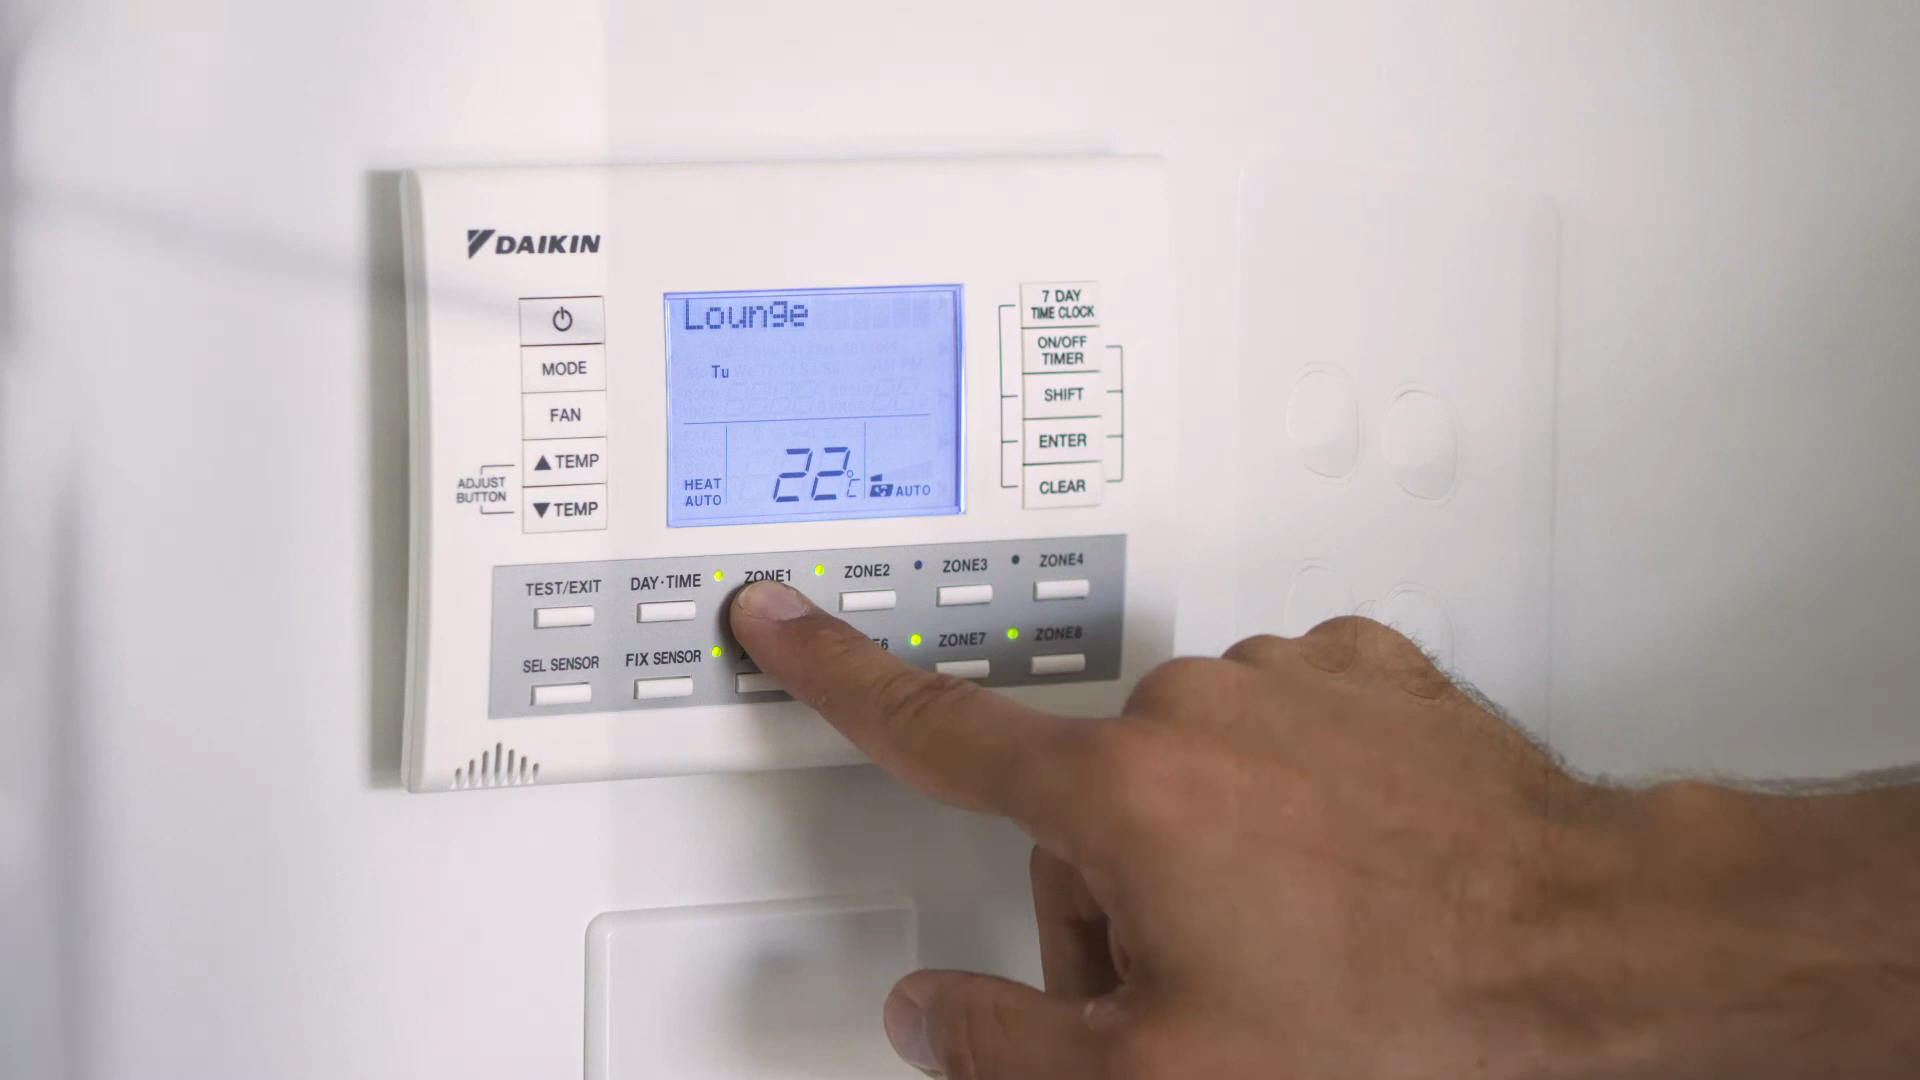 DAIKIN
MODE
FAN
▲ TEMP
▼ TEMP
ADJUST
BUTTON
Lounge
Tu
HEAT
AUTO
22°C
AUTO
7 DAY
TIME CLOCK
ON/OFF
TIMER
SHIFT
ENTER
CLEAR
TEST/EXIT
DAY·TIME
ZONE1
ZONE2
ZONE3
ZONE4
SEL SENSOR
FIX SENSOR
ZONE7
ZONE8